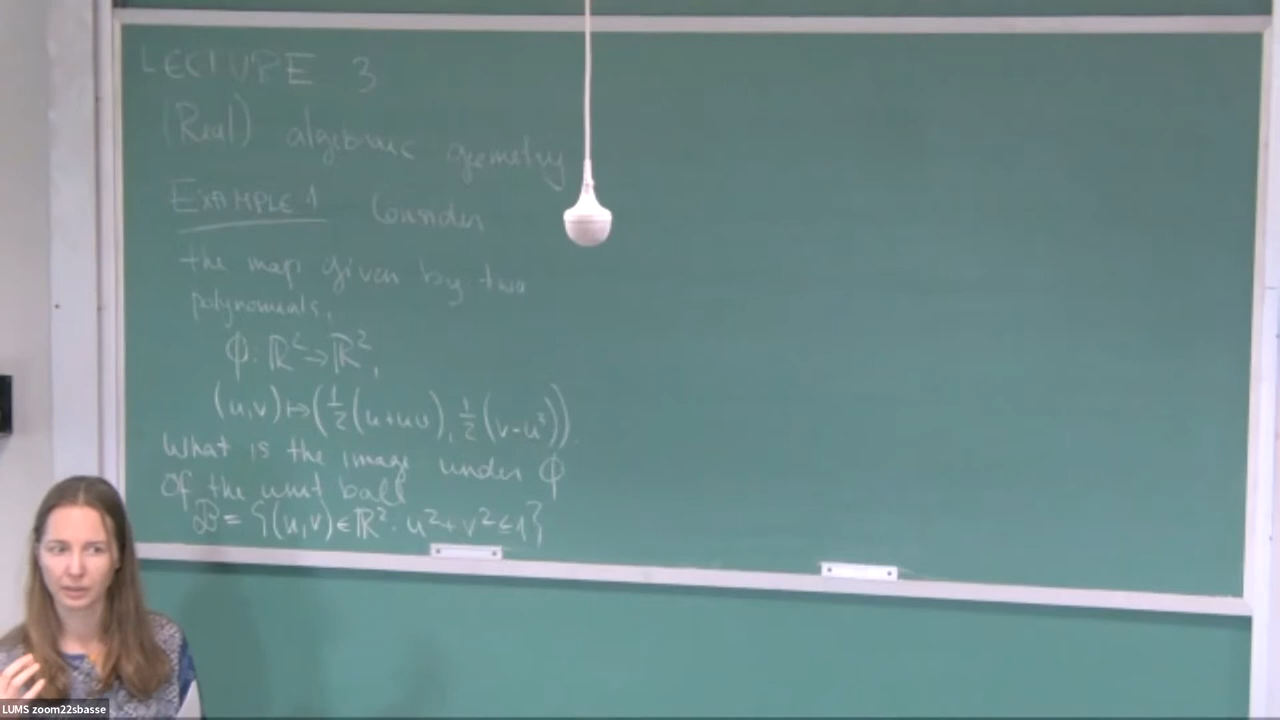 LECTURE 3
(Real) algebraic geometry
EXAMPLE 1 Consider
the map given by two
polynomials,
ϕ: ℝ² → ℝ²,
(u,v) ↦ (½(u+uv), ½(v-u³)).
What is the image under ϕ
of the unit ball
B = {(u,v) ∈ ℝ²: u²+v² ≤ 1}
LUMS zoom22sbasse